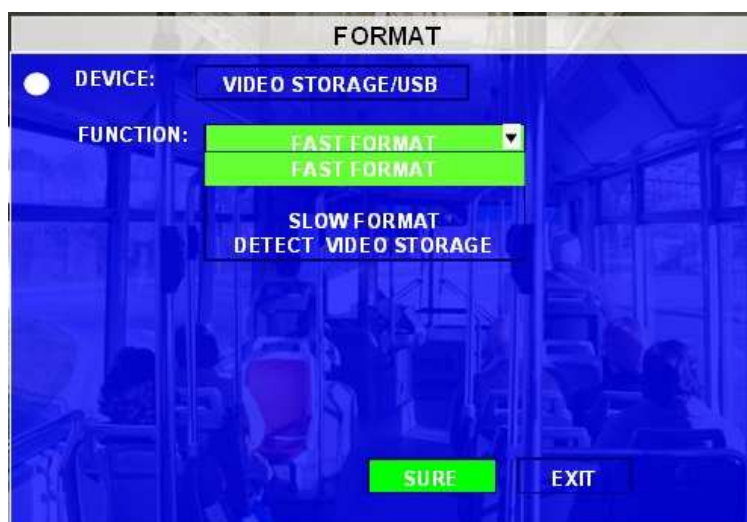 FORMAT
DEVICE: VIDEO STORAGE/USB
FUNCTION: FAST FORMAT
FAST FORMAT
SLOW FORMAT
DETECT VIDEO STORAGE
SURE EXIT